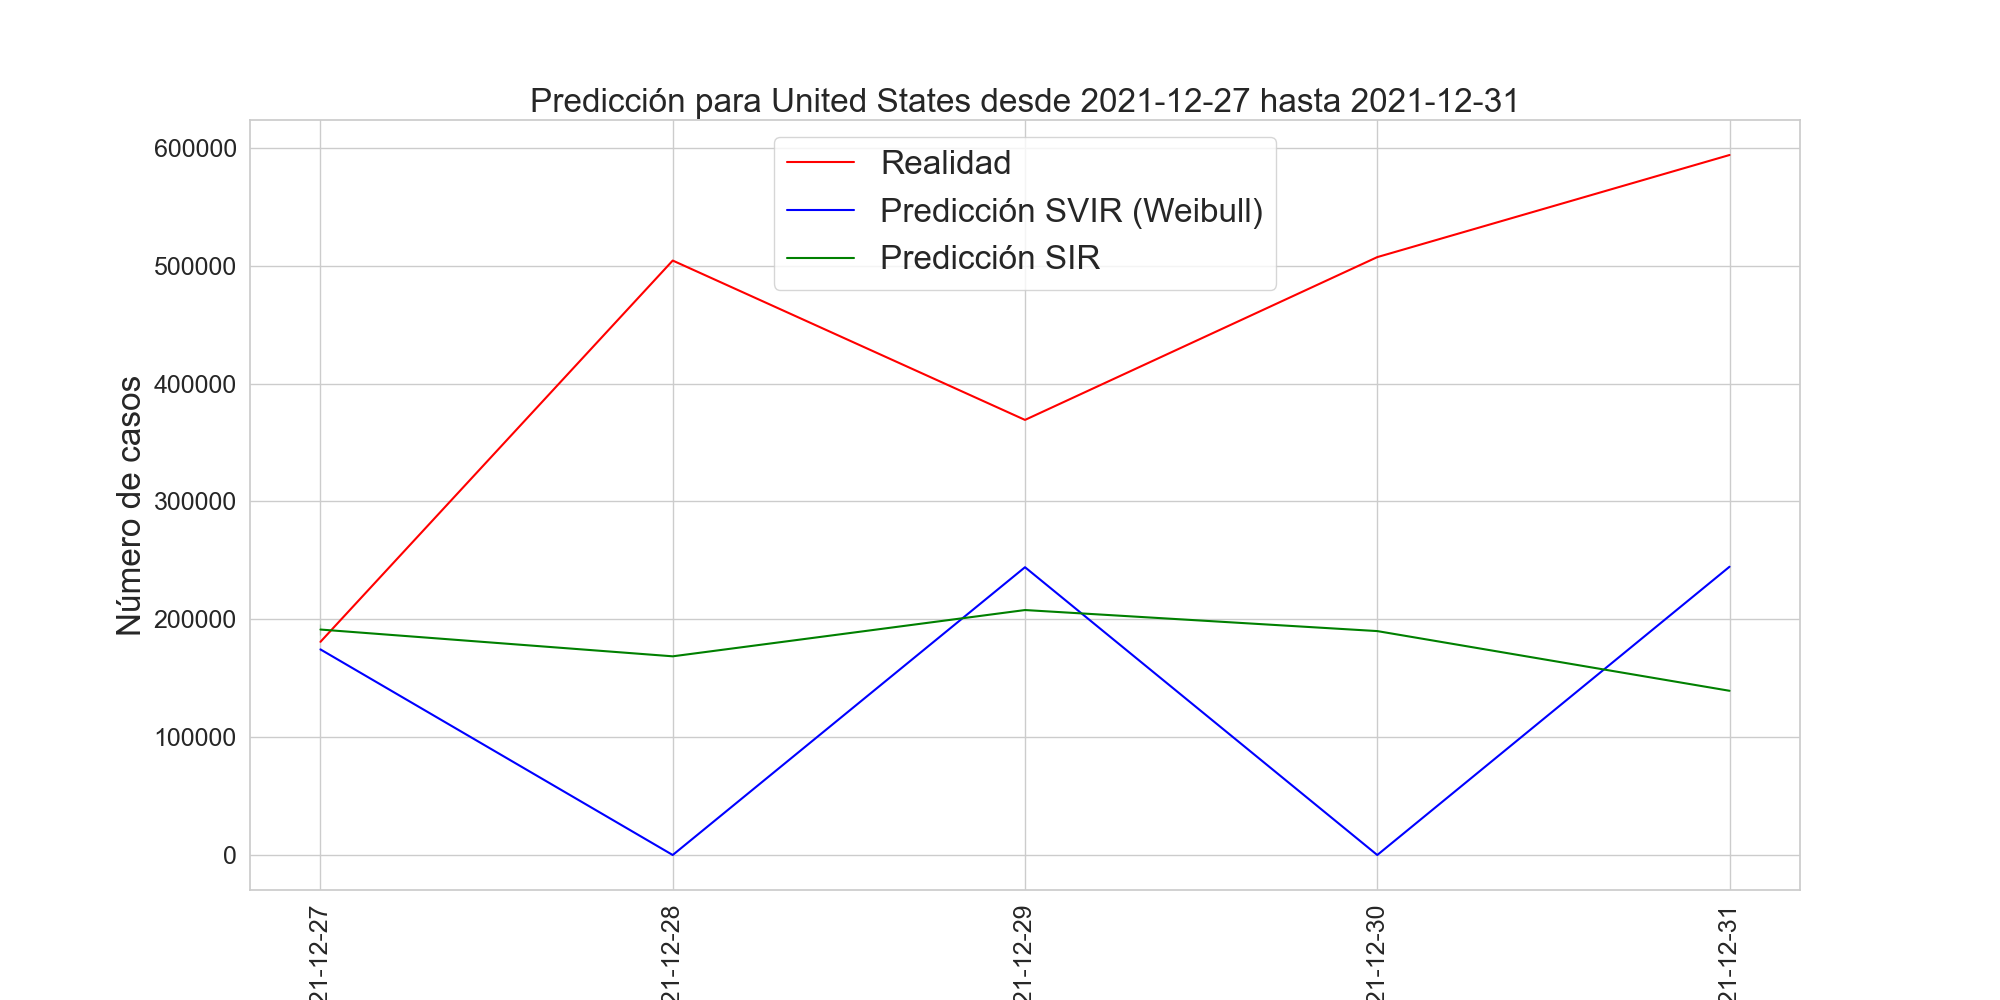 Predicción para United States desde 2021-12-27 hasta 2021-12-31
Realidad
Predicción SVIR (Weibull)
Predicción SIR
Número de casos
600000
500000
400000
300000
200000
100000
0
21-12-27
21-12-28
21-12-29
21-12-30
21-12-31